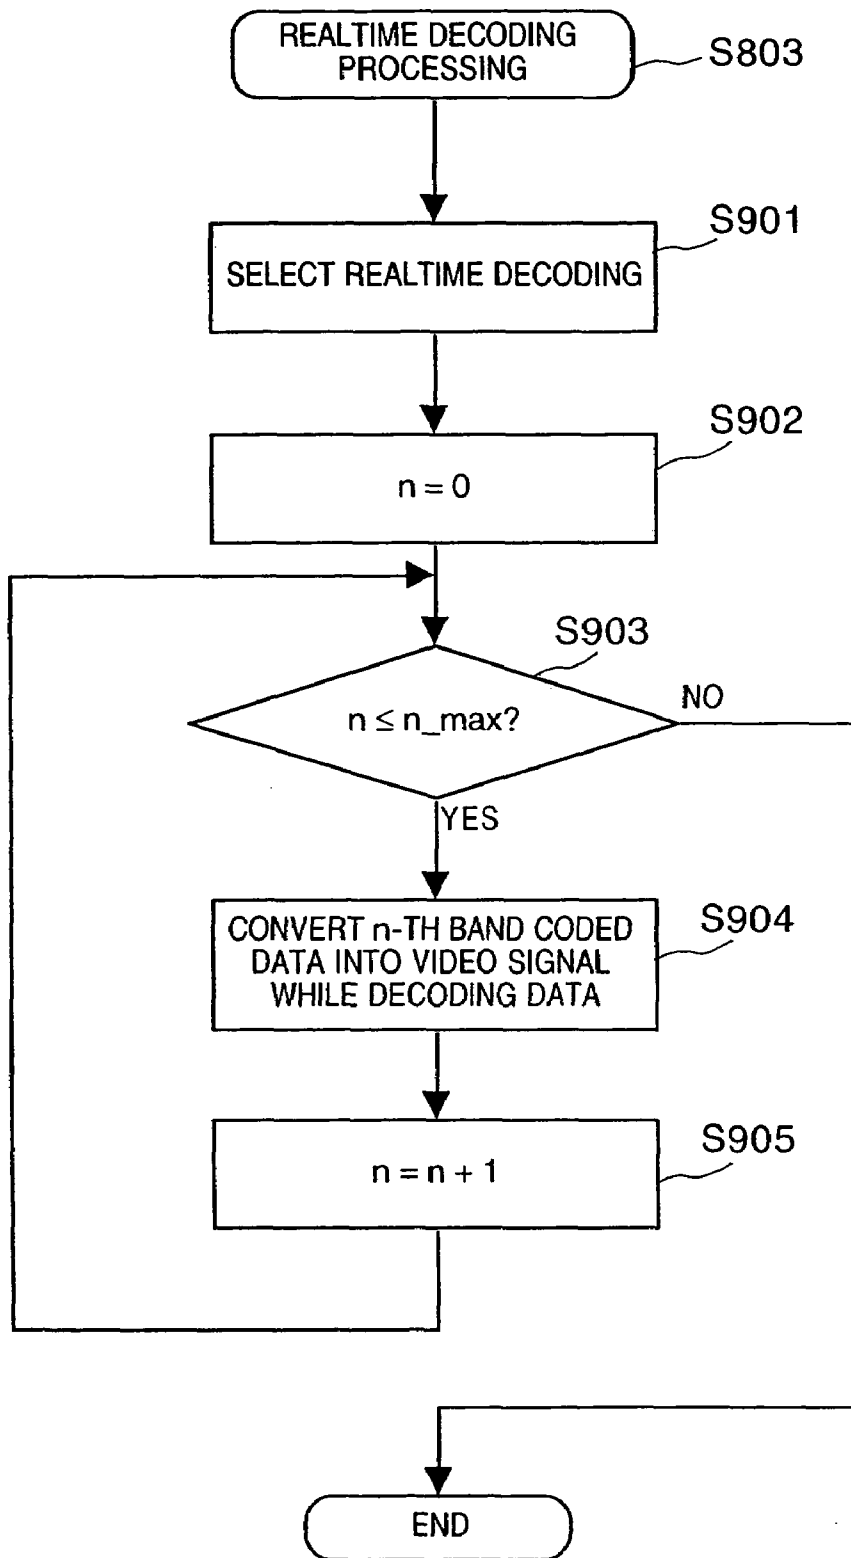 REALTIME DECODING
PROCESSING
S803
S901
SELECT REALTIME DECODING
S902
n = 0
S903
n ≤ n_max?
NO
YES
S904
CONVERT n-TH BAND CODED
DATA INTO VIDEO SIGNAL
WHILE DECODING DATA
S905
n = n + 1
END